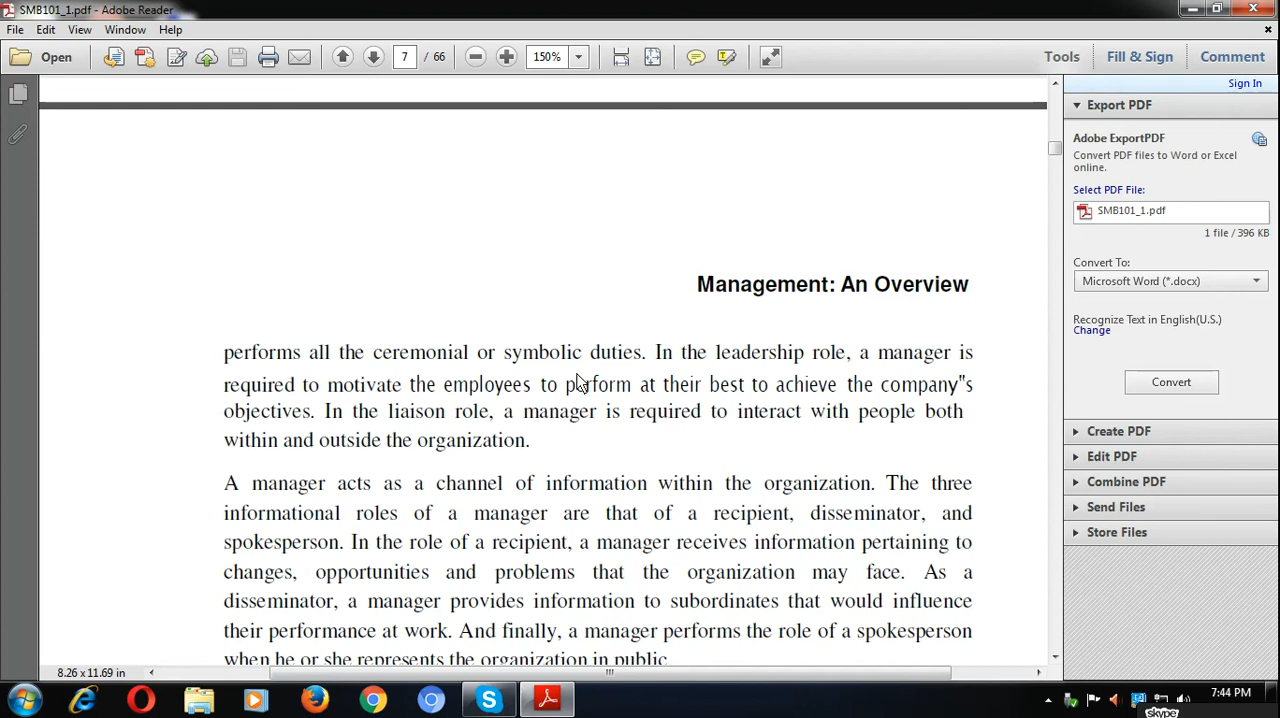 SMB101_1.pdf - Adobe Reader
File Edit View Window Help
Open 7 / 66 150% Tools Fill & Sign Comment
Sign In
Export PDF
Adobe ExportPDF
Convert PDF files to Word or Excel
online.
Select PDF File:
SMB101_1.pdf
1 file / 396 KB
Convert To:
Microsoft Word (*.docx)
Recognize Text in English(U.S.)
Change
Convert
Create PDF
Edit PDF
Combine PDF
Send Files
Store Files
Management: An Overview
performs all the ceremonial or symbolic duties. In the leadership role, a manager is
required to motivate the employees to perform at their best to achieve the company"s
objectives. In the liaison role, a manager is required to interact with people both
within and outside the organization.
A manager acts as a channel of information within the organization. The three
informational roles of a manager are that of a recipient, disseminator, and
spokesperson. In the role of a recipient, a manager receives information pertaining to
changes, opportunities and problems that the organization may face. As a
disseminator, a manager provides information to subordinates that would influence
their performance at work. And finally, a manager performs the role of a spokesperson
when he or she represents the organization in public.
8.26 x 11.69 in
7:44 PM
skype